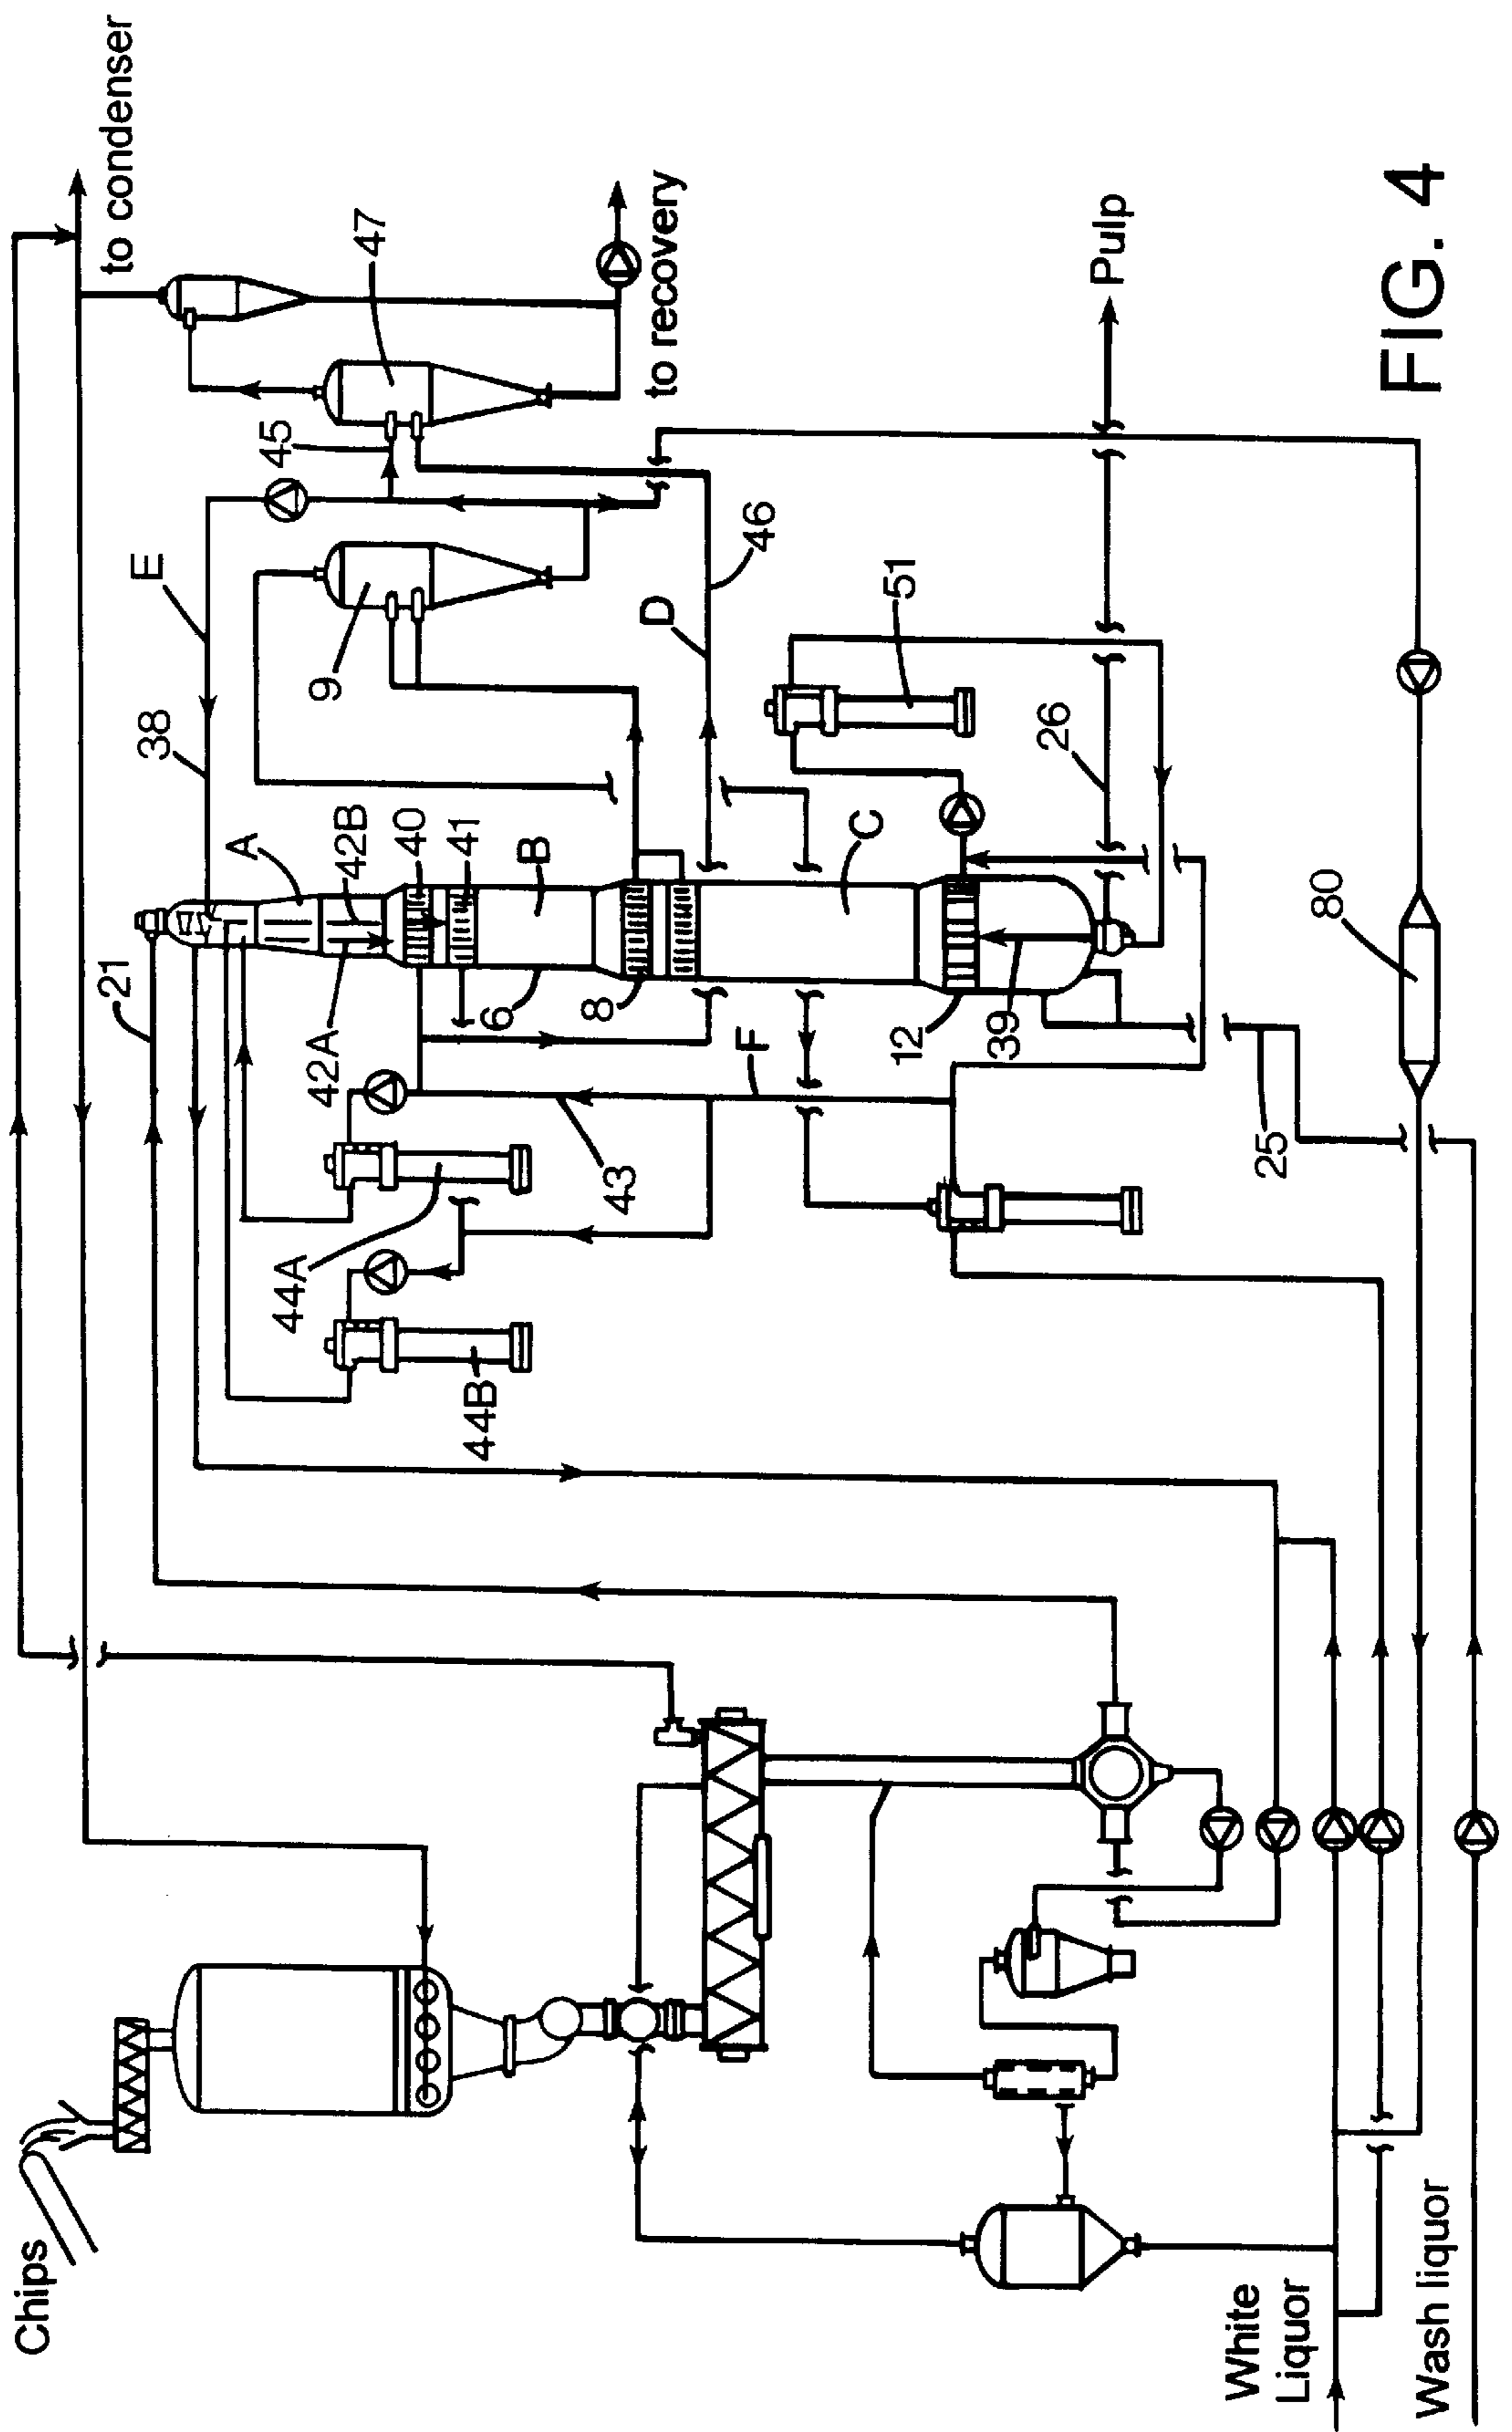 Chips
to condenser
21
38
E
A
42B
42A
40
41
45
47
9
B
6
8
to recovery
D
46
44A
44B
43
F
C
51
12
39
26
25
Pulp
80
White
Liquor
Wash liquor
FIG. 4